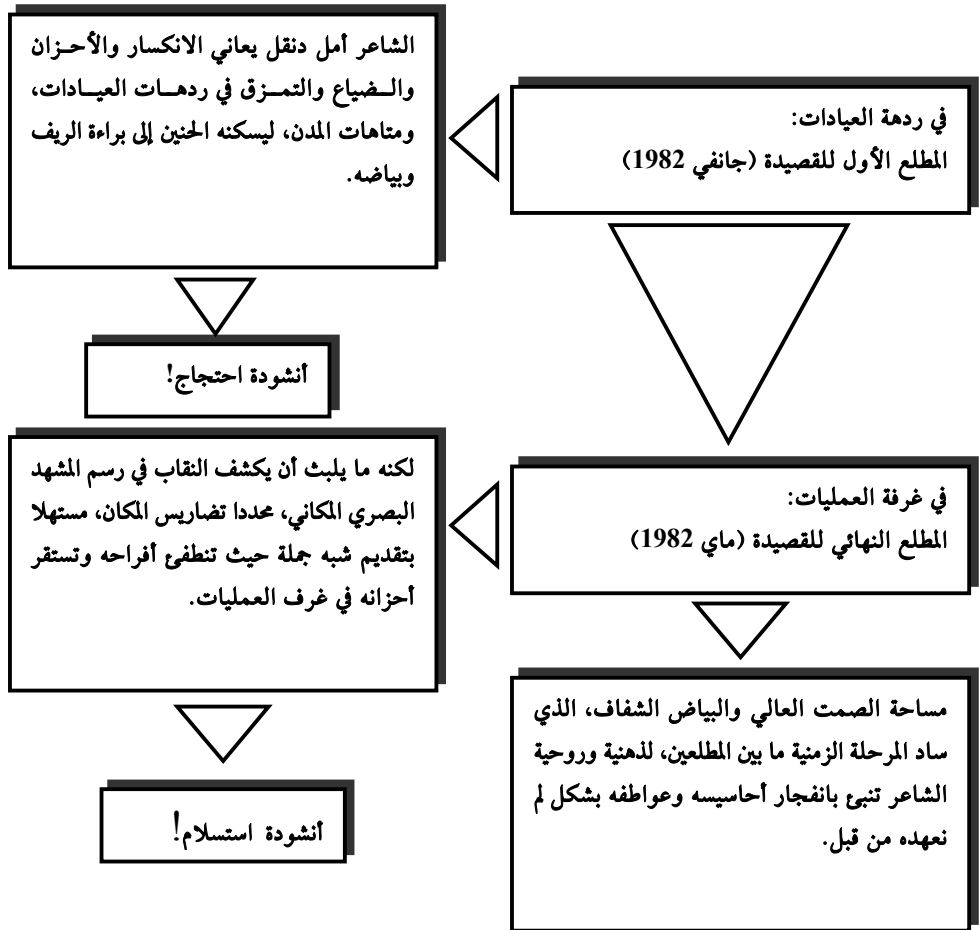 في ردهة العيادات:
المطلع الأول للقصيدة (جانفي 1982)
الشاعر أمل دنقل يعاني الانكسار والأحزان
والضياع والتمزق في ردهات العيادات،
ومتاهات المدن، ليسكنه الحنين إلى براءة الريف
وبياضه.
أنشودة احتجاج!
في غرفة العمليات:
المطلع النهائي للقصيدة (ماي 1982)
لكنه ما يلبث أن يكشف النقاب في رسم المشهد
البصري المكاني، محددا تضاريس المكان، مستهلا
بتقديم شبه جملة حيث تنطفئ أفراحه وتستقر
أحزانه في غرف العمليات.
أنشودة استسلام!
مساحة الصمت العالي والبياض الشفاف، الذي
ساد المرحلة الزمنية ما بين المطلعين، لذهنية وروحية
الشاعر تنبئ بانفجار أحاسيسه وعواطفه بشكل لم
نعهده من قبل.